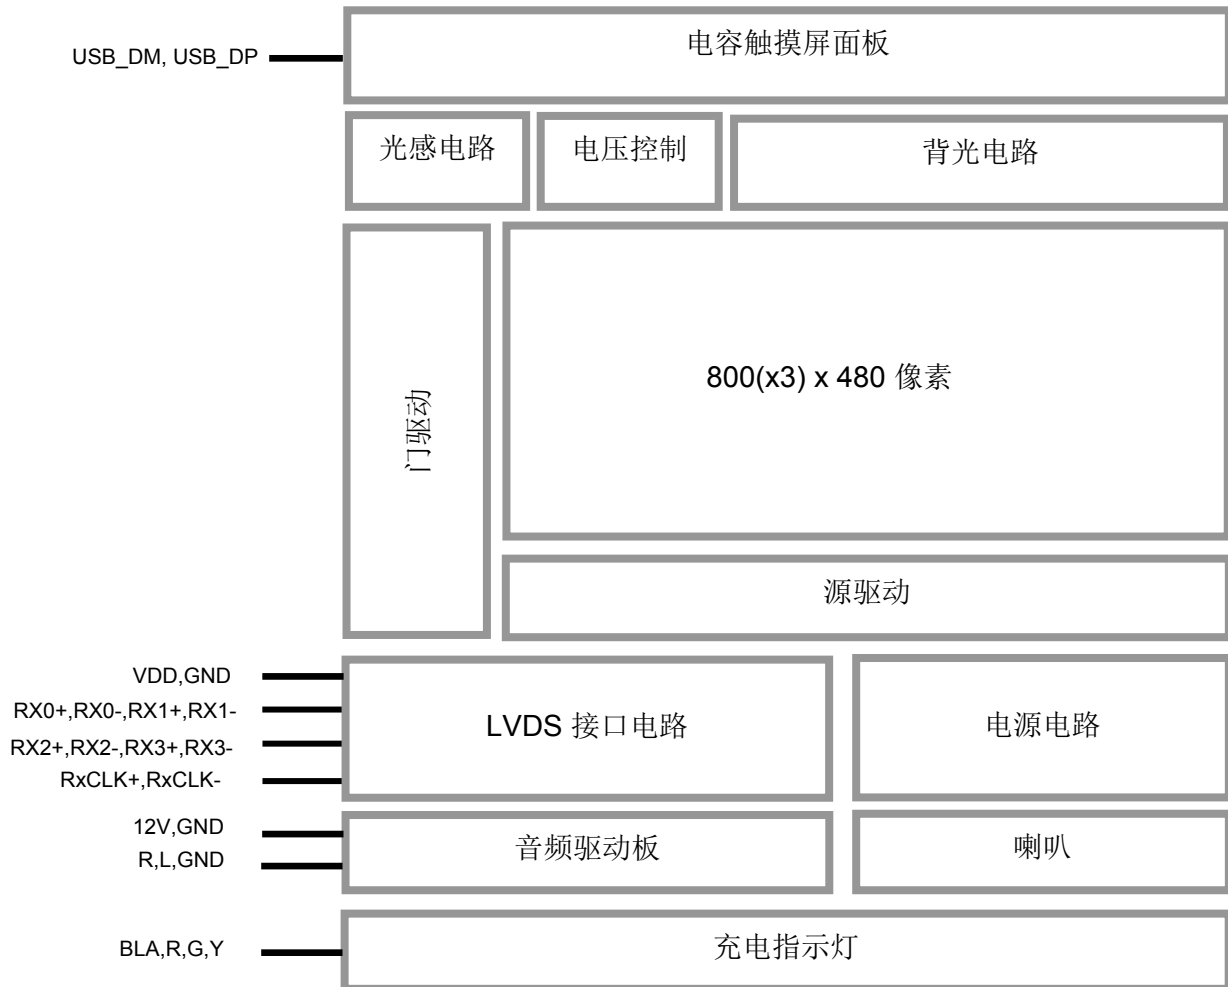 电容触摸屏面板
USB_DM, USB_DP
光感电路
电压控制
背光电路
门驱动
800(x3) x 480 像素
源驱动
VDD,GND
RX0+,RX0-,RX1+,RX1-
RX2+,RX2-,RX3+,RX3-
RxCLK+,RxCLK-
LVDS 接口电路
电源电路
12V,GND
R,L,GND
音频驱动板
喇叭
BLA,R,G,Y
充电指示灯